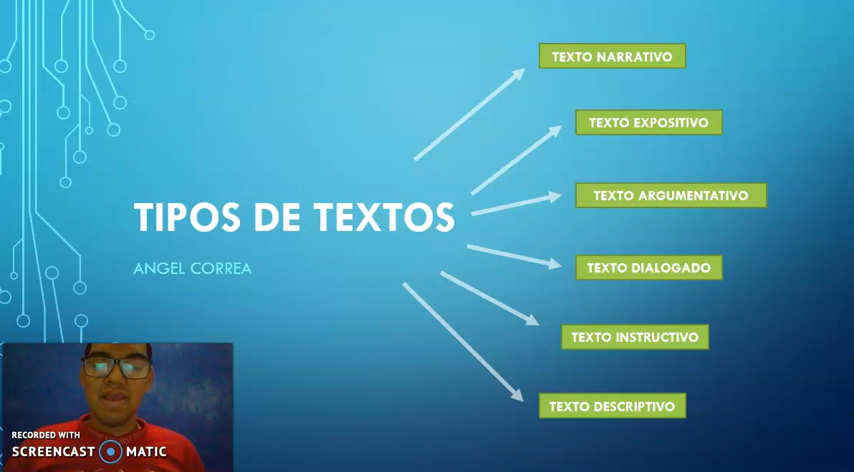 TEXTO NARRATIVO
TEXTO EXPOSITIVO
TEXTO ARGUMENTATIVO
TIPOS DE TEXTOS
ANGEL CORREA
TEXTO DIALOGADO
TEXTO INSTRUCTIVO
TEXTO DESCRIPTIVO
RECORDED WITH
SCREENCAST MATIC